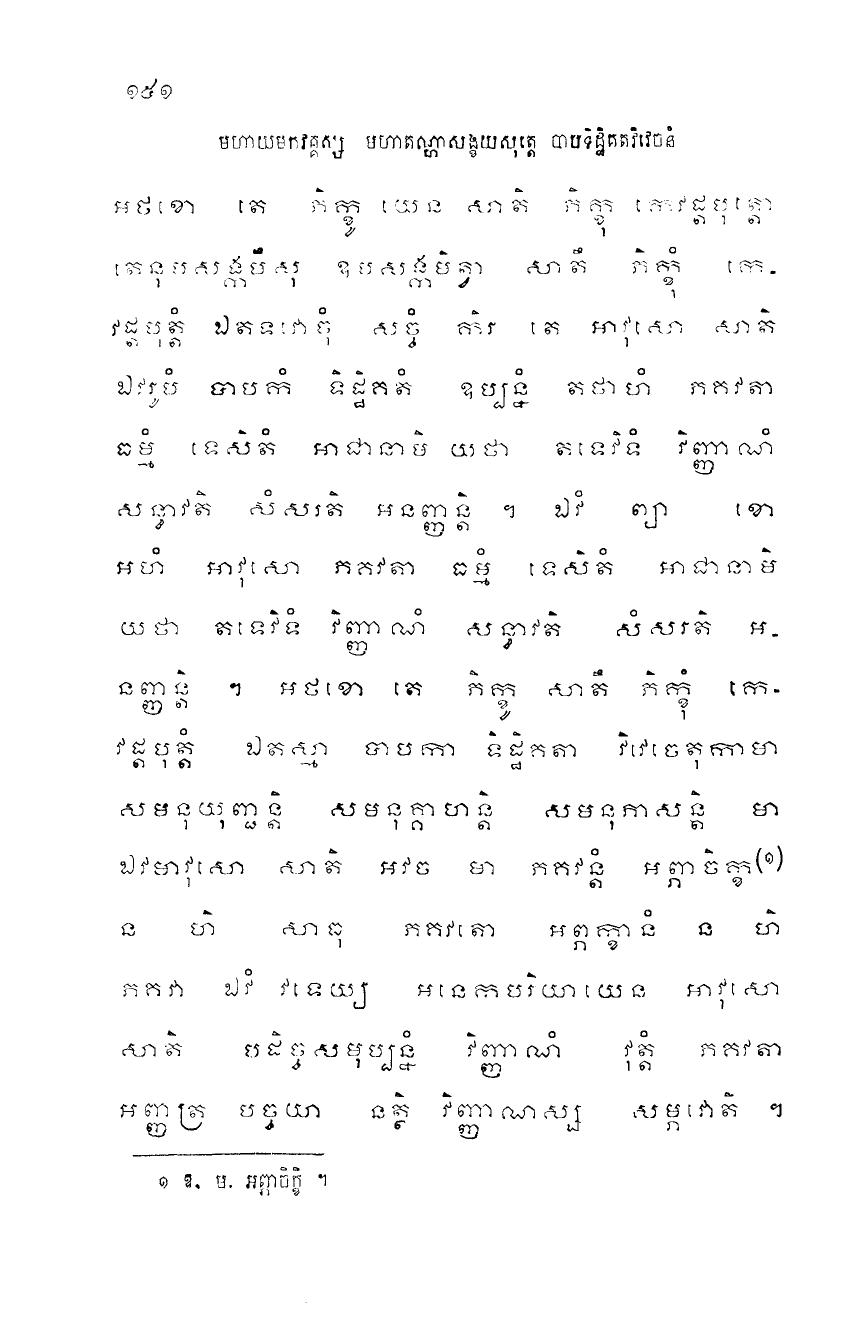 ១៥១
មហាយមកវគ្គស្ស មហាតណ្ហាសង្ខយសុត្តេ បាបទិដ្ឋិគតវិវេចនំ
អថខោ តេ ភិក្ខូ យេន សាតិ ភិក្ខុ កេវដ្តបុត្តោ
តេនុបសង្កមឹសុ ឧបសង្កមិត្វា សាតឹ ភិក្ខុំ កេ-
វដ្តបុត្តំ ឯតទវោចុំ សច្ចំ កិរ តេ អាវុសោ សាតិ
ឯវរូបំ បាបកំ ទិដ្ឋិគតំ ឧប្បន្នំ តថាហំ ភគវតា
ធម្មំ ទេសិតំ អាជានាមិ យថា តទេវិទំ វិញ្ញាណំ
សន្ធាវតិ សំសរតិ អនញ្ញន្តិ ។ ឯវំ ព្យា ខោ
អហំ អាវុសោ ភគវតា ធម្មំ ទេសិតំ អាជានាមិ
យថា តទេវិទំ វិញ្ញាណំ សន្ធាវតិ សំសរតិ អ-
នញ្ញន្តិ ។ អថខោ តេ ភិក្ខូ សាតឹ ភិក្ខុំ កេ-
វដ្តបុត្តំ ឯតស្មា បាបកា ទិដ្ឋិគតា វិវេចេតុកាមា
សមនុយុញ្ជន្តិ សមនុគ្គាហន្តិ សមនុភាសន្តិ មា
ឯវមាវុសោ សាតិ អវច មា ភគវន្តំ អព្ភាចិក្ខ(១)
ន ហិ សាធុ ភគវតោ អព្ភក្ខានំ ន ហិ
ភគវា ឯវំ វទេយ្យ អនេកបរិយាយេន អាវុសោ
សាតិ បដិច្ចសមុប្បន្នំ វិញ្ញាណំ វុត្តំ ភគវតា
អញ្ញត្រ បច្ចយា នត្ថិ វិញ្ញាណស្ស សម្ភវោតិ ។
១ ឱ. ម. អព្ភាចិក្ខិ ។